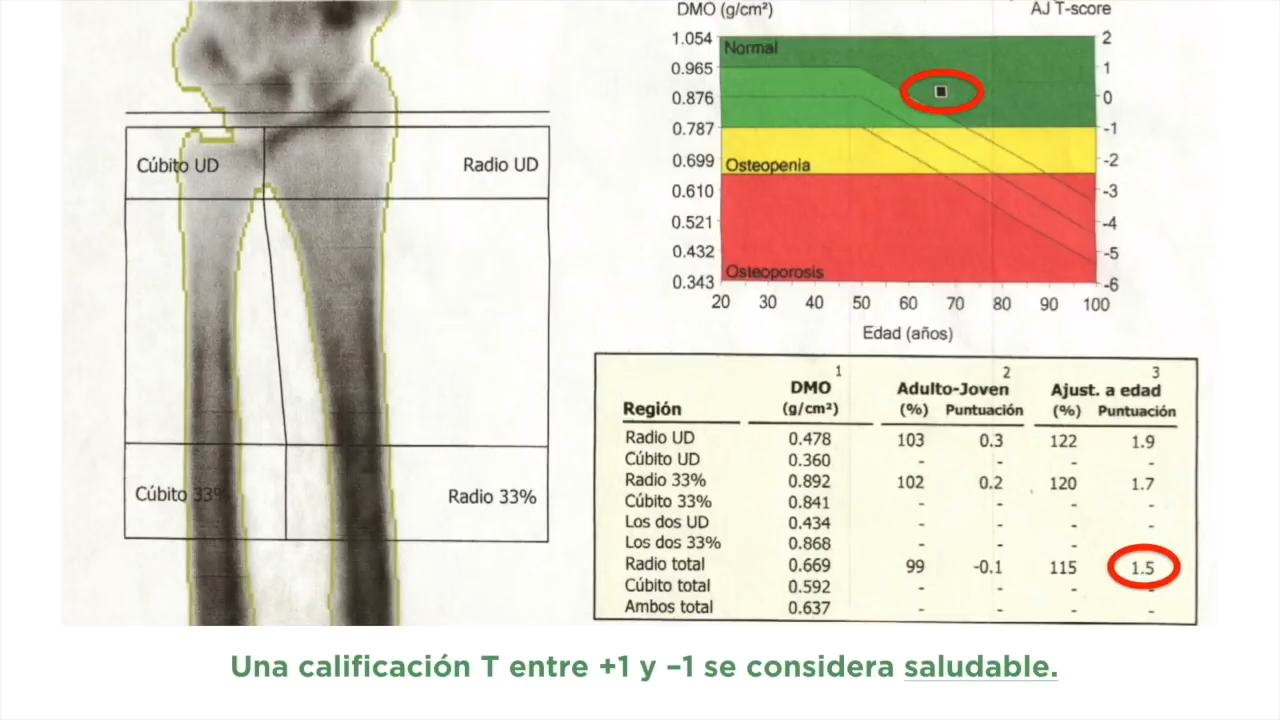 Cúbito UD
Radio UD
Cúbito 33%
Radio 33%
DMO (g/cm²)
AJ T-score
1.054
0.965
0.876
0.787
0.699
0.610
0.521
0.432
0.343
Normal
Osteopenia
Osteoporosis
2
1
0
-1
-2
-3
-4
-5
-6
20 30 40 50 60 70 80 90 100
Edad (años)
1 2 3
DMO Adulto-Joven Ajust. a edad
Región (g/cm²) (%) Puntuación (%) Puntuación
Radio UD 0.478 103 0.3 122 1.9
Cúbito UD 0.360 - - - -
Radio 33% 0.892 102 0.2 120 1.7
Cúbito 33% 0.841 - - - -
Los dos UD 0.434 - - - -
Los dos 33% 0.868 - - - -
Radio total 0.669 99 -0.1 115 1.5
Cúbito total 0.592 - - - -
Ambos total 0.637 - - - -
Una calificación T entre +1 y –1 se considera saludable.